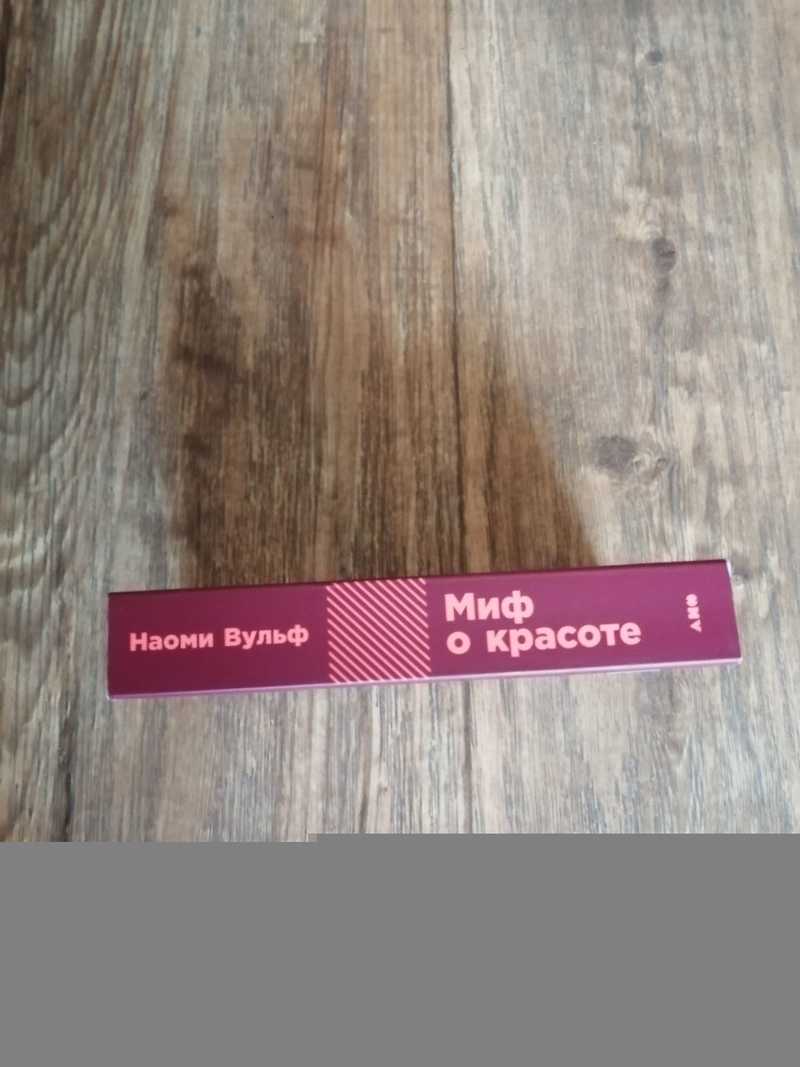 Наоми Вульф
Миф
о красоте